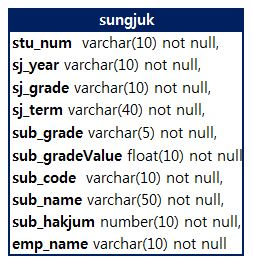 sungjuk
stu_num varchar(10) not null,
sj_year varchar(10) not null,
sj_grade varchar(10) not null,
sj_term varchar(40) not null,
sub_grade varchar(5) not null,
sub_gradeValue float(10) not null
sub_code varchar(10) not null,
sub_name varchar(50) not null,
sub_hakjum number(10) not null,
emp_name varchar(10) not null